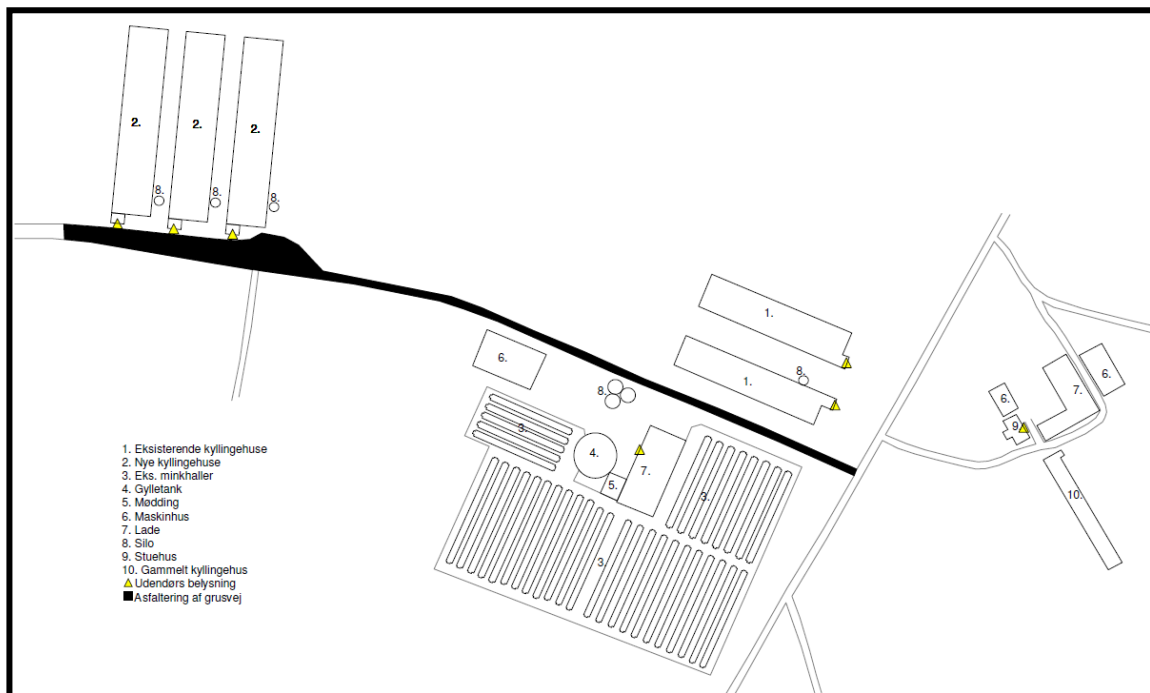 2.
2.
2.
8.
8.
8.
1.
1.
8.
6.
8.
3.
4.
5.
7.
3.
3.
6.
7.
6.
9.
10.
1. Eksisterende kyllingehuse
2. Nye kyllingehuse
3. Eks. minkhaller
4. Gylletank
5. Mødding
6. Maskinhus
7. Lade
8. Silo
9. Stuehus
10. Gammelt kyllingehus
Udendørs belysning
Asfaltering af grusvej